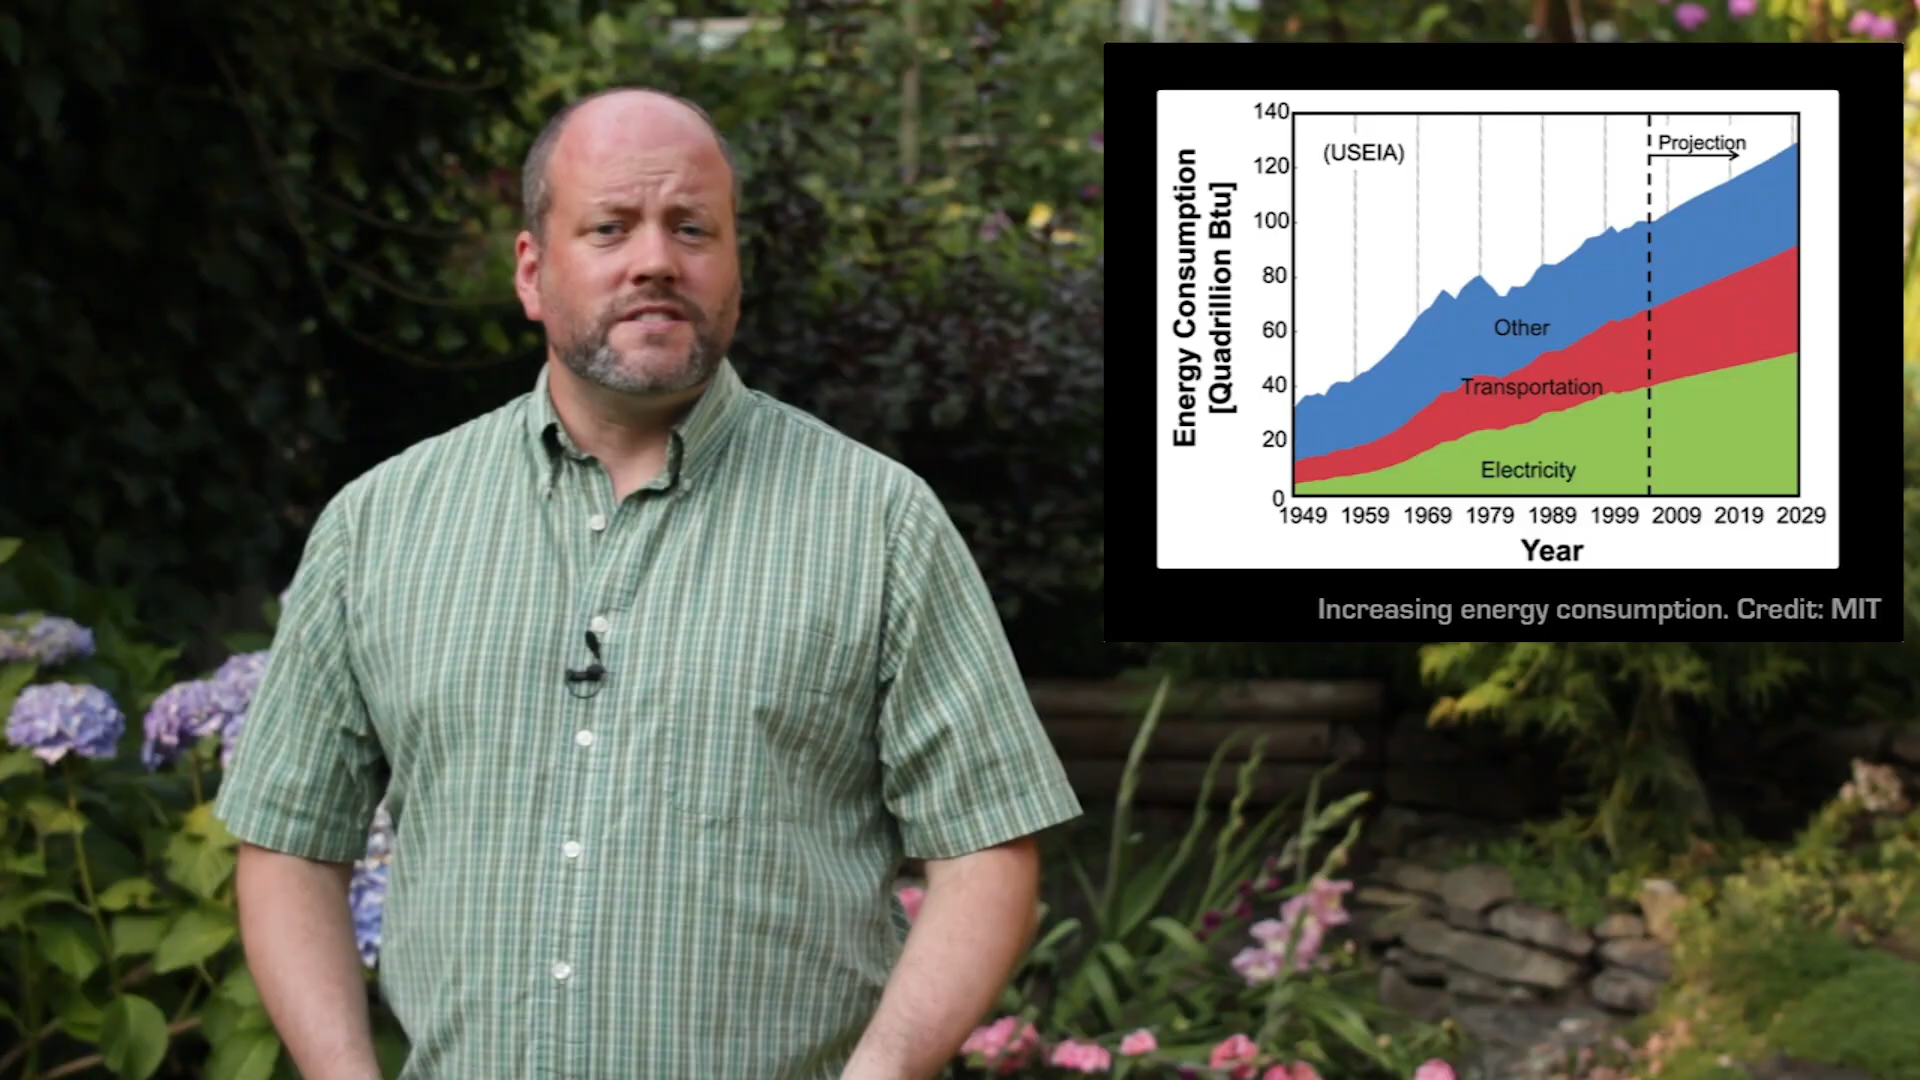 140
120
100
80
60
40
20
0
(USEIA)
Projection
Energy Consumption
[Quadrillion Btu]
Other
Transportation
Electricity
1949 1959 1969 1979 1989 1999 2009 2019 2029
Year
Increasing energy consumption. Credit: MIT